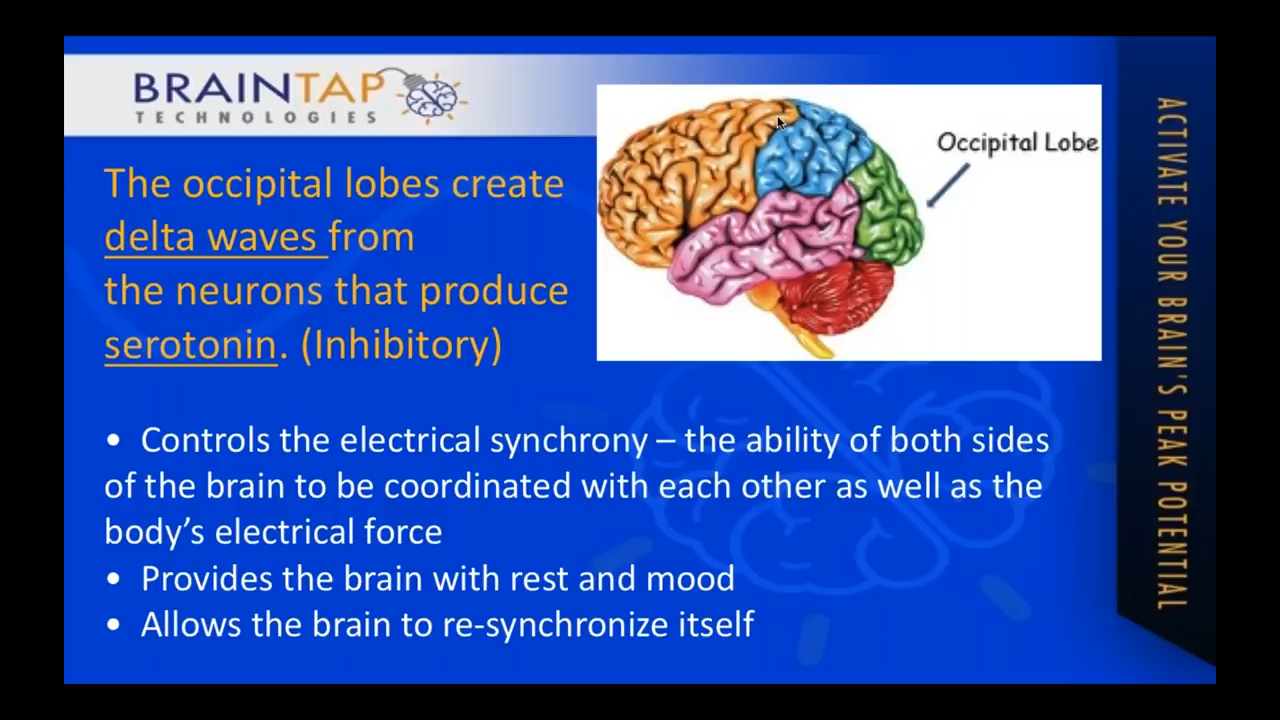 BRAINTAP
TECHNOLOGIES
Occipital Lobe
The occipital lobes create
delta waves from
the neurons that produce
serotonin. (Inhibitory)
• Controls the electrical synchrony – the ability of both sides
of the brain to be coordinated with each other as well as the
body’s electrical force
• Provides the brain with rest and mood
• Allows the brain to re-synchronize itself
ACTIVATE YOUR BRAIN'S PEAK POTENTIAL